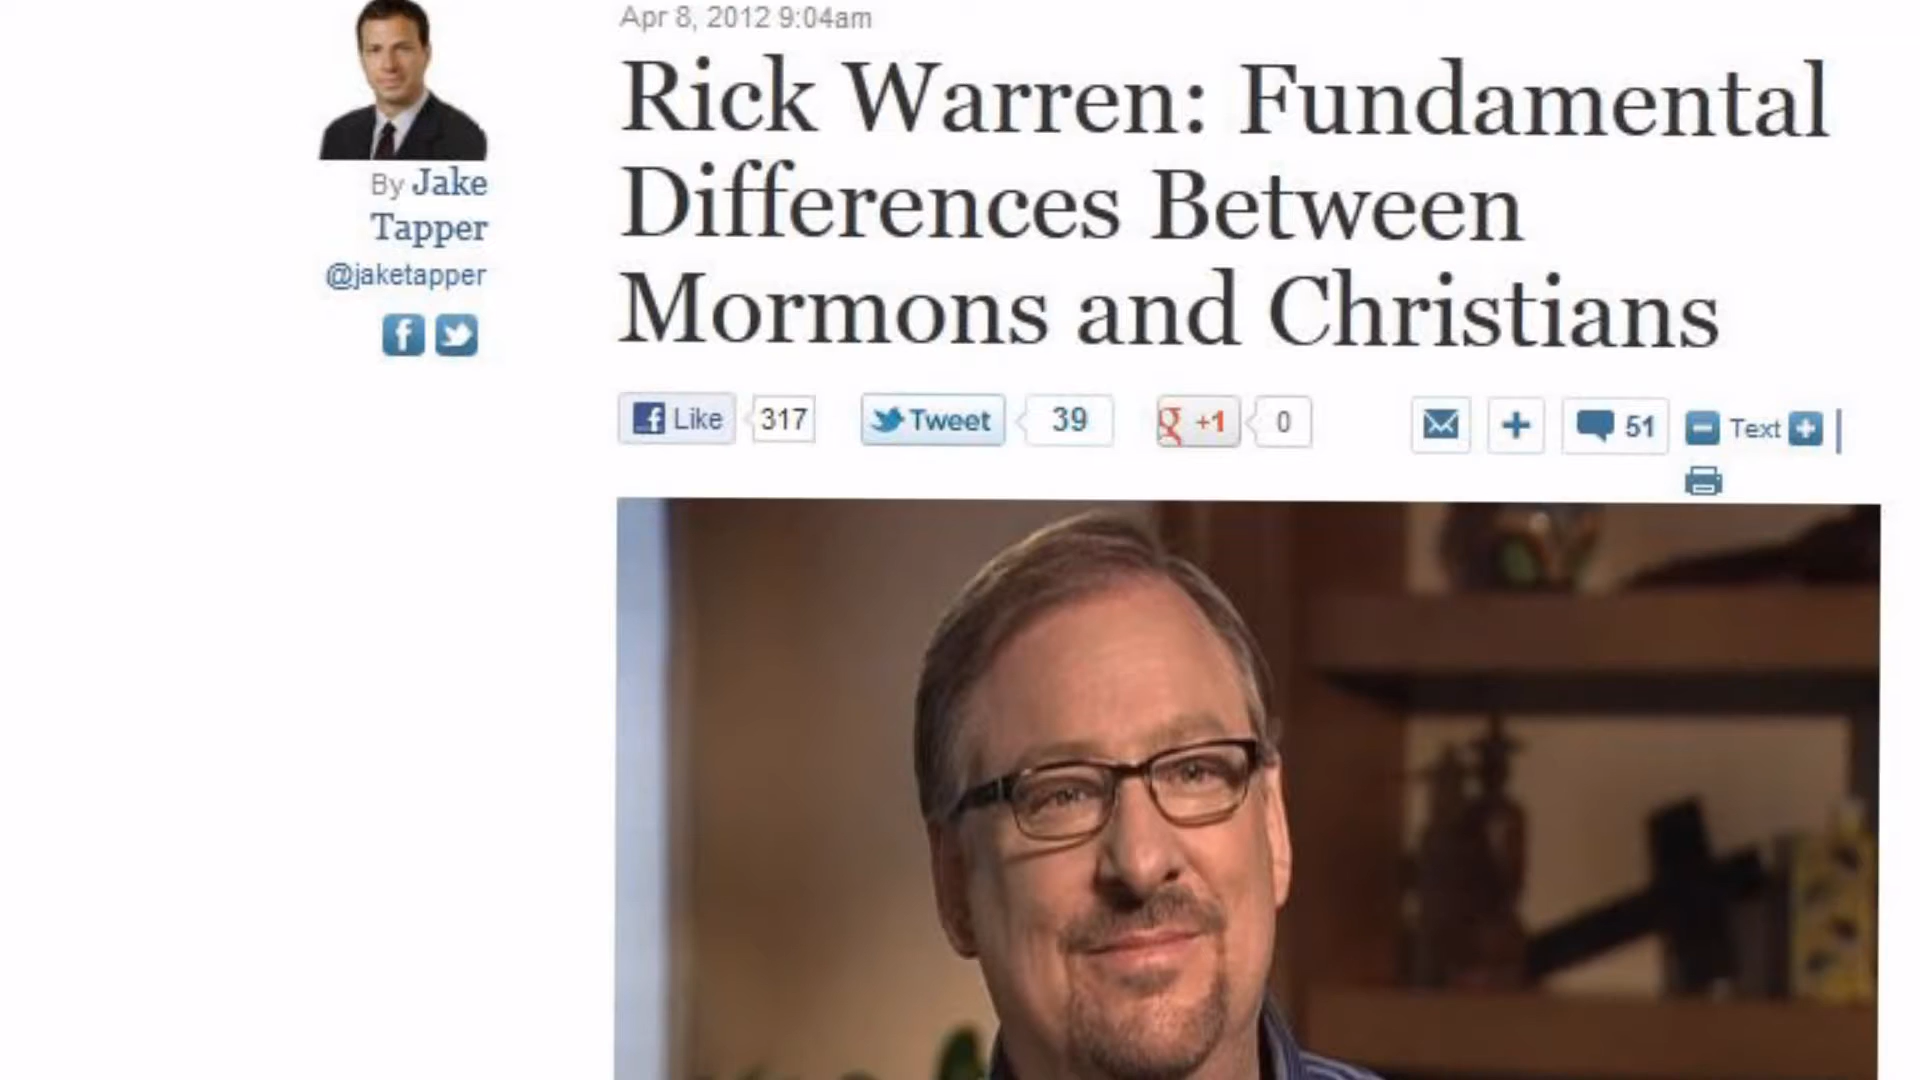 Apr 8, 2012 9:04am
Rick Warren: Fundamental
Differences Between
Mormons and Christians
By Jake
Tapper
@jaketapper
Like 317 Tweet 39 +1 0 51 Text